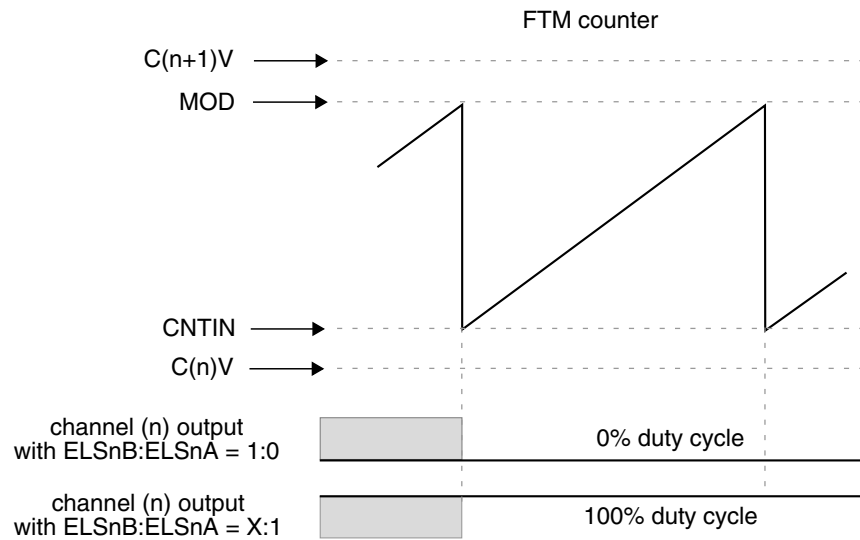 FTM counter
C(n+1)V
MOD
CNTIN
C(n)V
channel (n) output
with ELSnB:ELSnA = 1:0
0% duty cycle
channel (n) output
with ELSnB:ELSnA = X:1
100% duty cycle